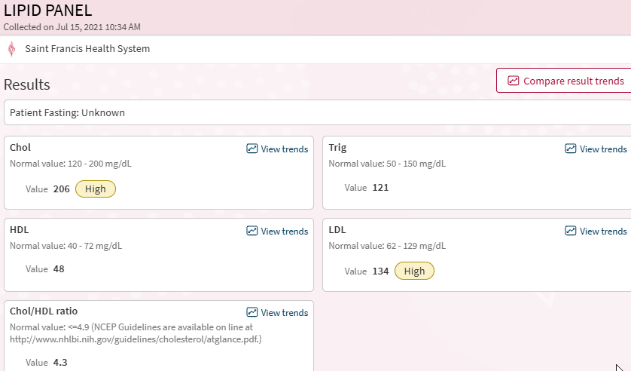 LIPID PANEL
Collected on Jul 15, 2021 10:34 AM
Saint Francis Health System
Results
Compare result trends
Patient Fasting: Unknown
Chol
View trends
Normal value: 120 - 200 mg/dL
Value 206 High
Trig
View trends
Normal value: 50 - 150 mg/dL
Value 121
HDL
View trends
Normal value: 40 - 72 mg/dL
Value 48
LDL
View trends
Normal value: 62 - 129 mg/dL
Value 134 High
Chol/HDL ratio
View trends
Normal value: <=4.9 (NCEP Guidelines are available on line at
http://www.nhlbi.nih.gov/guidelines/cholesterol/atglance.pdf.)
Value 4.3